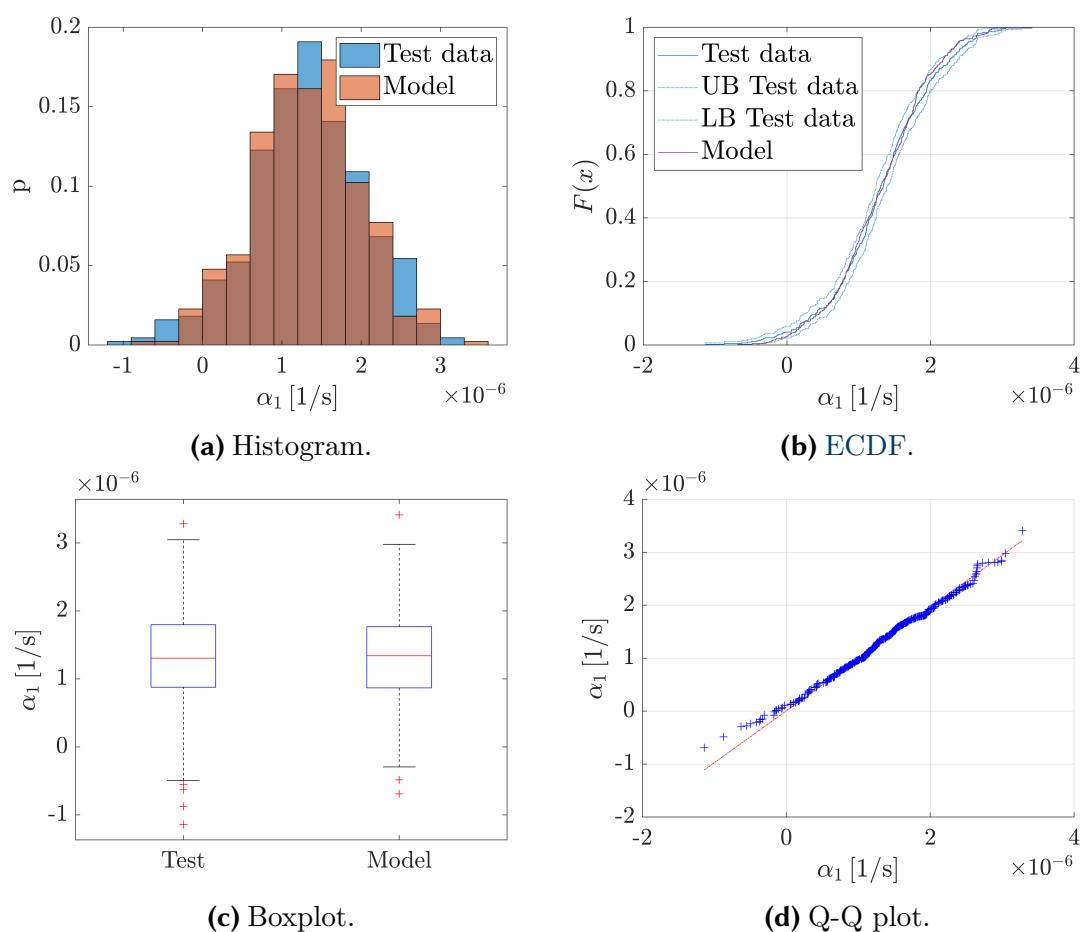 0.2
0.15
0.1
0.05
0
p
Test data
Model
-1 0 1 2 3
α₁ [1/s] ×10⁻⁶
(a) Histogram.
1
0.8
0.6
0.4
0.2
0
F(x)
Test data
UB Test data
LB Test data
Model
-2 0 2 4
α₁ [1/s] ×10⁻⁶
(b) ECDF.
×10⁻⁶
3
2
1
0
-1
α₁ [1/s]
Test Model
(c) Boxplot.
×10⁻⁶
4
3
2
1
0
-1
-2
α₁ [1/s]
-2 0 2 4
α₁ [1/s] ×10⁻⁶
(d) Q-Q plot.